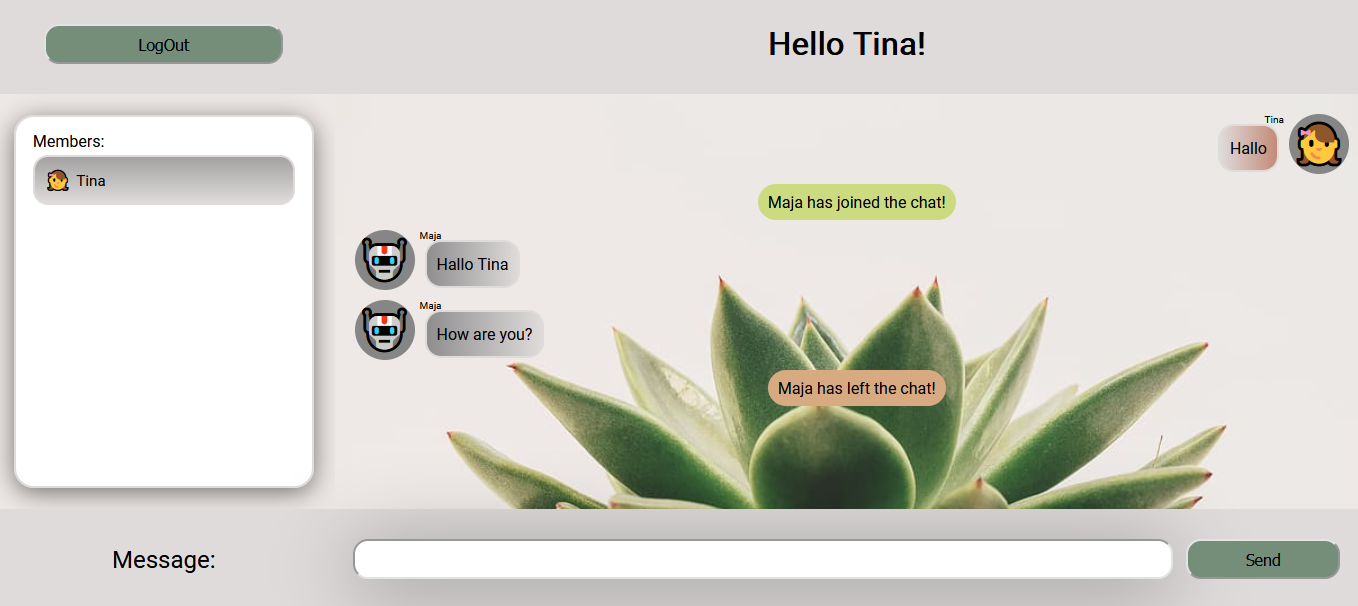 LogOut
Hello Tina!
Members:
Tina
Tina
Hallo
Maja has joined the chat!
Maja
Hallo Tina
Maja
How are you?
Maja has left the chat!
Message:
Send